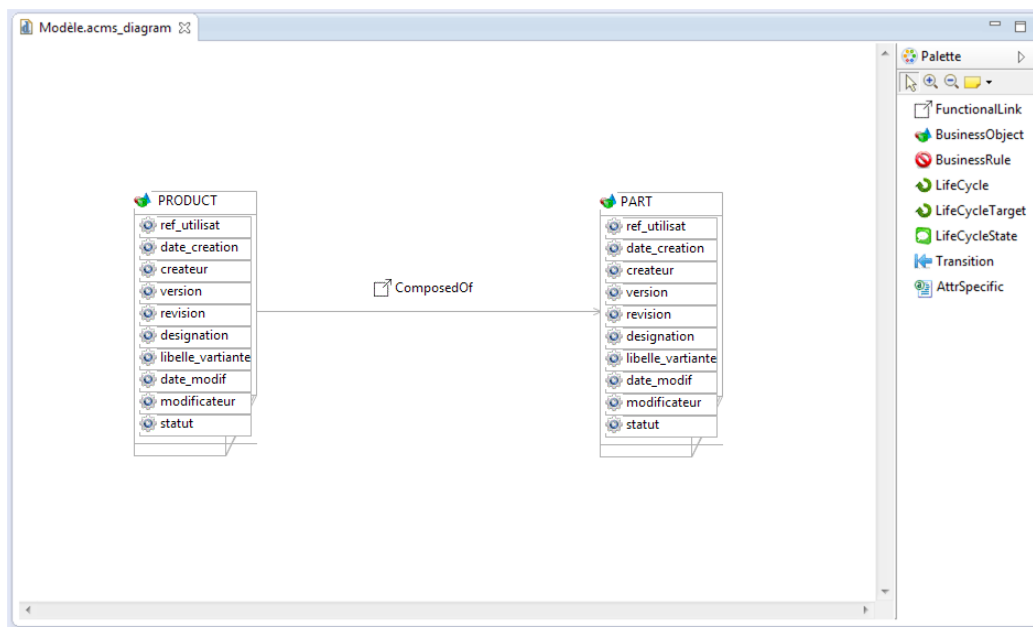 Modèle.acms_diagram
PRODUCT
ref_utilisat
date_creation
createur
version
revision
designation
libelle_vartiante
date_modif
modificateur
statut
ComposedOf
PART
ref_utilisat
date_creation
createur
version
revision
designation
libelle_vartiante
date_modif
modificateur
statut
Palette
FunctionalLink
BusinessObject
BusinessRule
LifeCycle
LifeCycleTarget
LifeCycleState
Transition
AttrSpecific